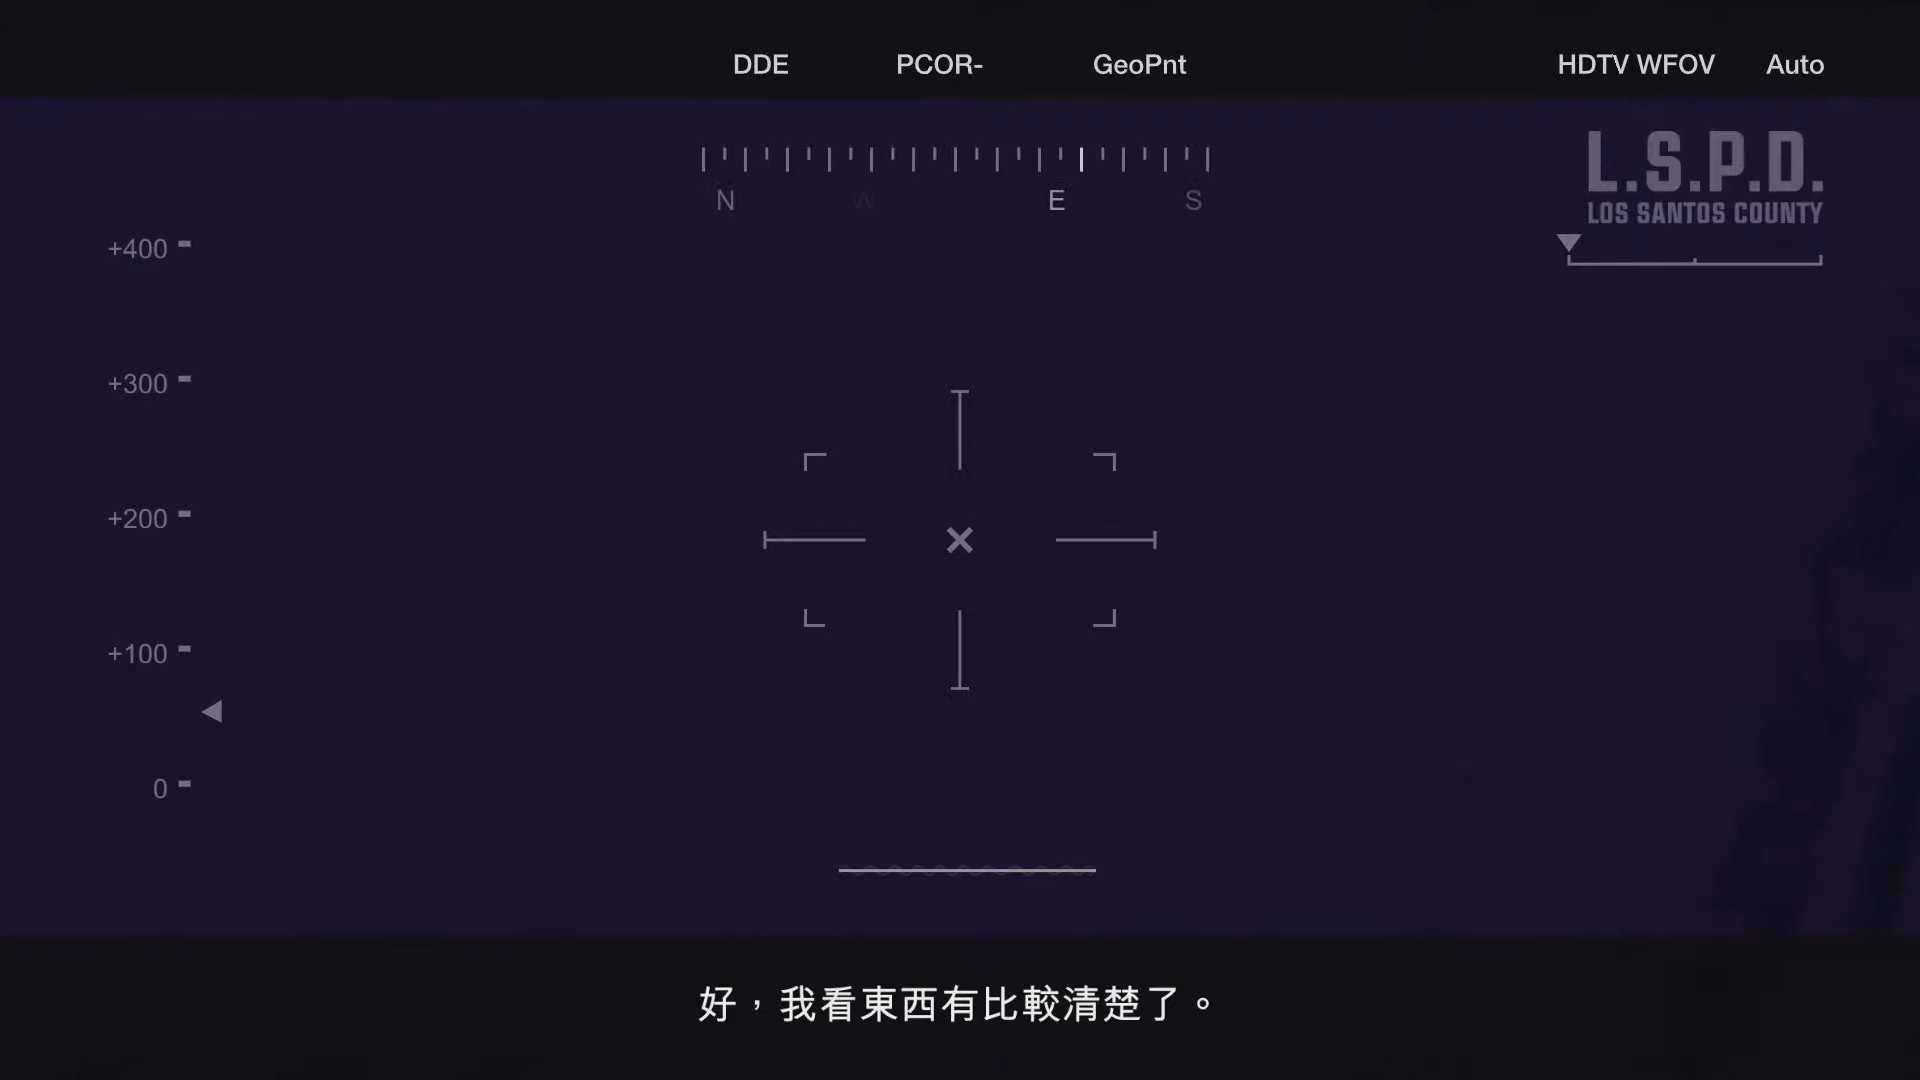 DDE PCOR- GeoPnt HDTV WFOV Auto
L.S.P.D.
LOS SANTOS COUNTY
N W E S
+400
+300
+200
+100
0
好，我看東西有比較清楚了。